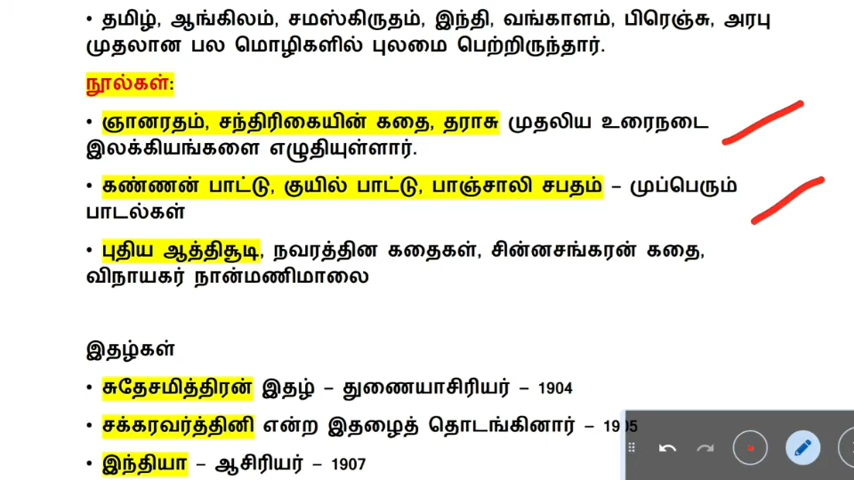 • தமிழ், ஆங்கிலம், சமஸ்கிருதம், இந்தி, வங்காளம், பிரெஞ்சு, அரபு
முதலான பல மொழிகளில் புலமை பெற்றிருந்தார்.
நூல்கள்:
• ஞானரதம், சந்திரிகையின் கதை, தராசு முதலிய உரைநடை
இலக்கியங்களை எழுதியுள்ளார்.
• கண்ணன் பாட்டு, குயில் பாட்டு, பாஞ்சாலி சபதம் – முப்பெரும்
பாடல்கள்
• புதிய ஆத்திசூடி, நவரத்தின கதைகள், சின்னசங்கரன் கதை,
விநாயகர் நான்மணிமாலை
இதழ்கள்
• சுதேசமித்திரன் இதழ் – துணையாசிரியர் – 1904
• சக்கரவர்த்தினி என்ற இதழைத் தொடங்கினார் – 1905
• இந்தியா – ஆசிரியர் – 1907